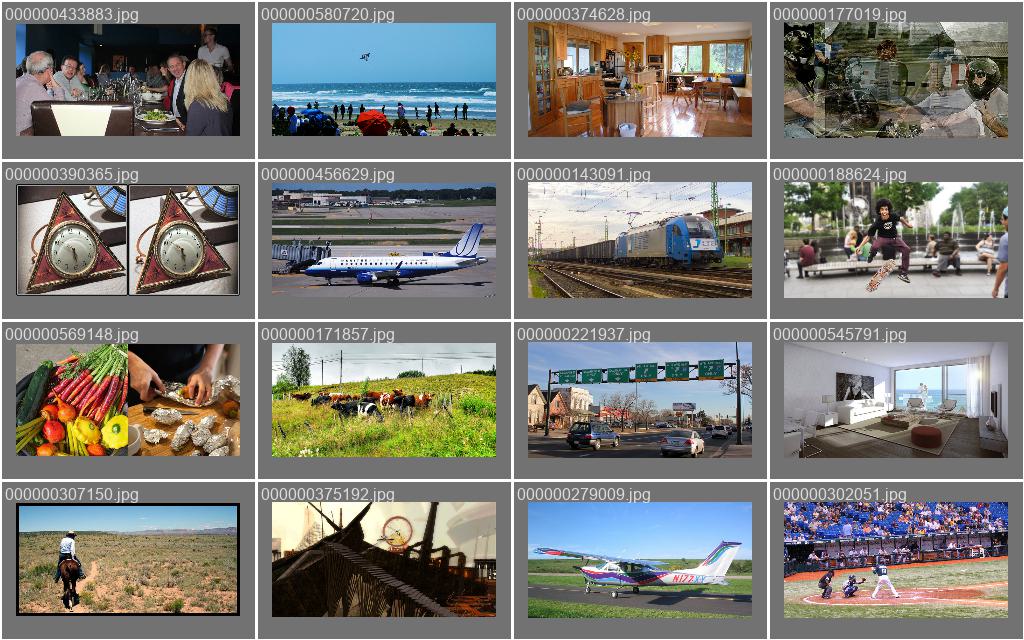 000000433883.jpg
000000580720.jpg
000000374628.jpg
000000177019.jpg
000000390365.jpg
000000456629.jpg
000000143091.jpg
000000188624.jpg
000000569148.jpg
000000171857.jpg
000000221937.jpg
000000545791.jpg
000000307150.jpg
000000375192.jpg
000000279009.jpg
000000302051.jpg